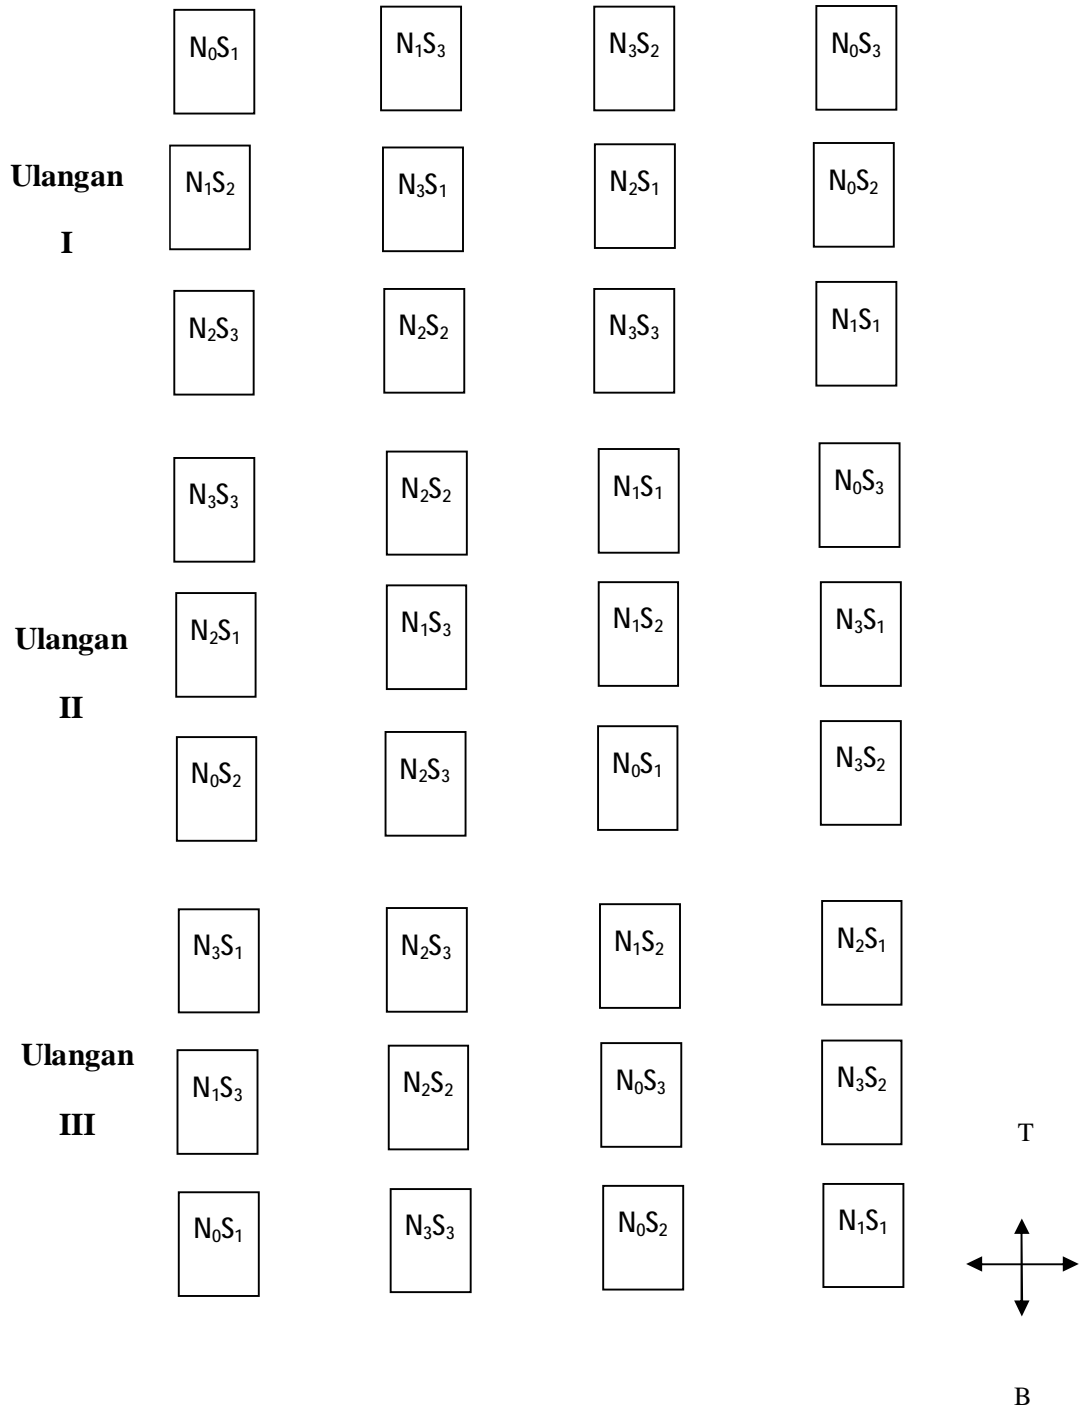 N₀S₁ N₁S₃ N₃S₂ N₀S₃
Ulangan
I
N₁S₂ N₃S₁ N₂S₁ N₀S₂
N₂S₃ N₂S₂ N₃S₃ N₁S₁
N₃S₃ N₂S₂ N₁S₁ N₀S₃
Ulangan
II
N₂S₁ N₁S₃ N₁S₂ N₃S₁
N₀S₂ N₂S₃ N₀S₁ N₃S₂
N₃S₁ N₂S₃ N₁S₂ N₂S₁
Ulangan
III
N₁S₃ N₂S₂ N₀S₃ N₃S₂
N₀S₁ N₃S₃ N₀S₂ N₁S₁
T
B